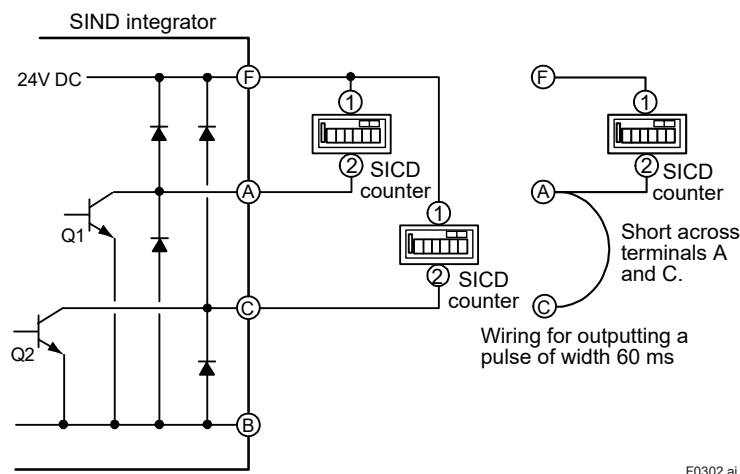 SIND integrator
24V DC
F
1
2
SICD
counter
A
Q1
1
2
SICD
counter
C
Q2
B
F
1
2
SICD
counter
A
Short across
terminals A
and C.
C
Wiring for outputting a
pulse of width 60 ms
F0302.ai